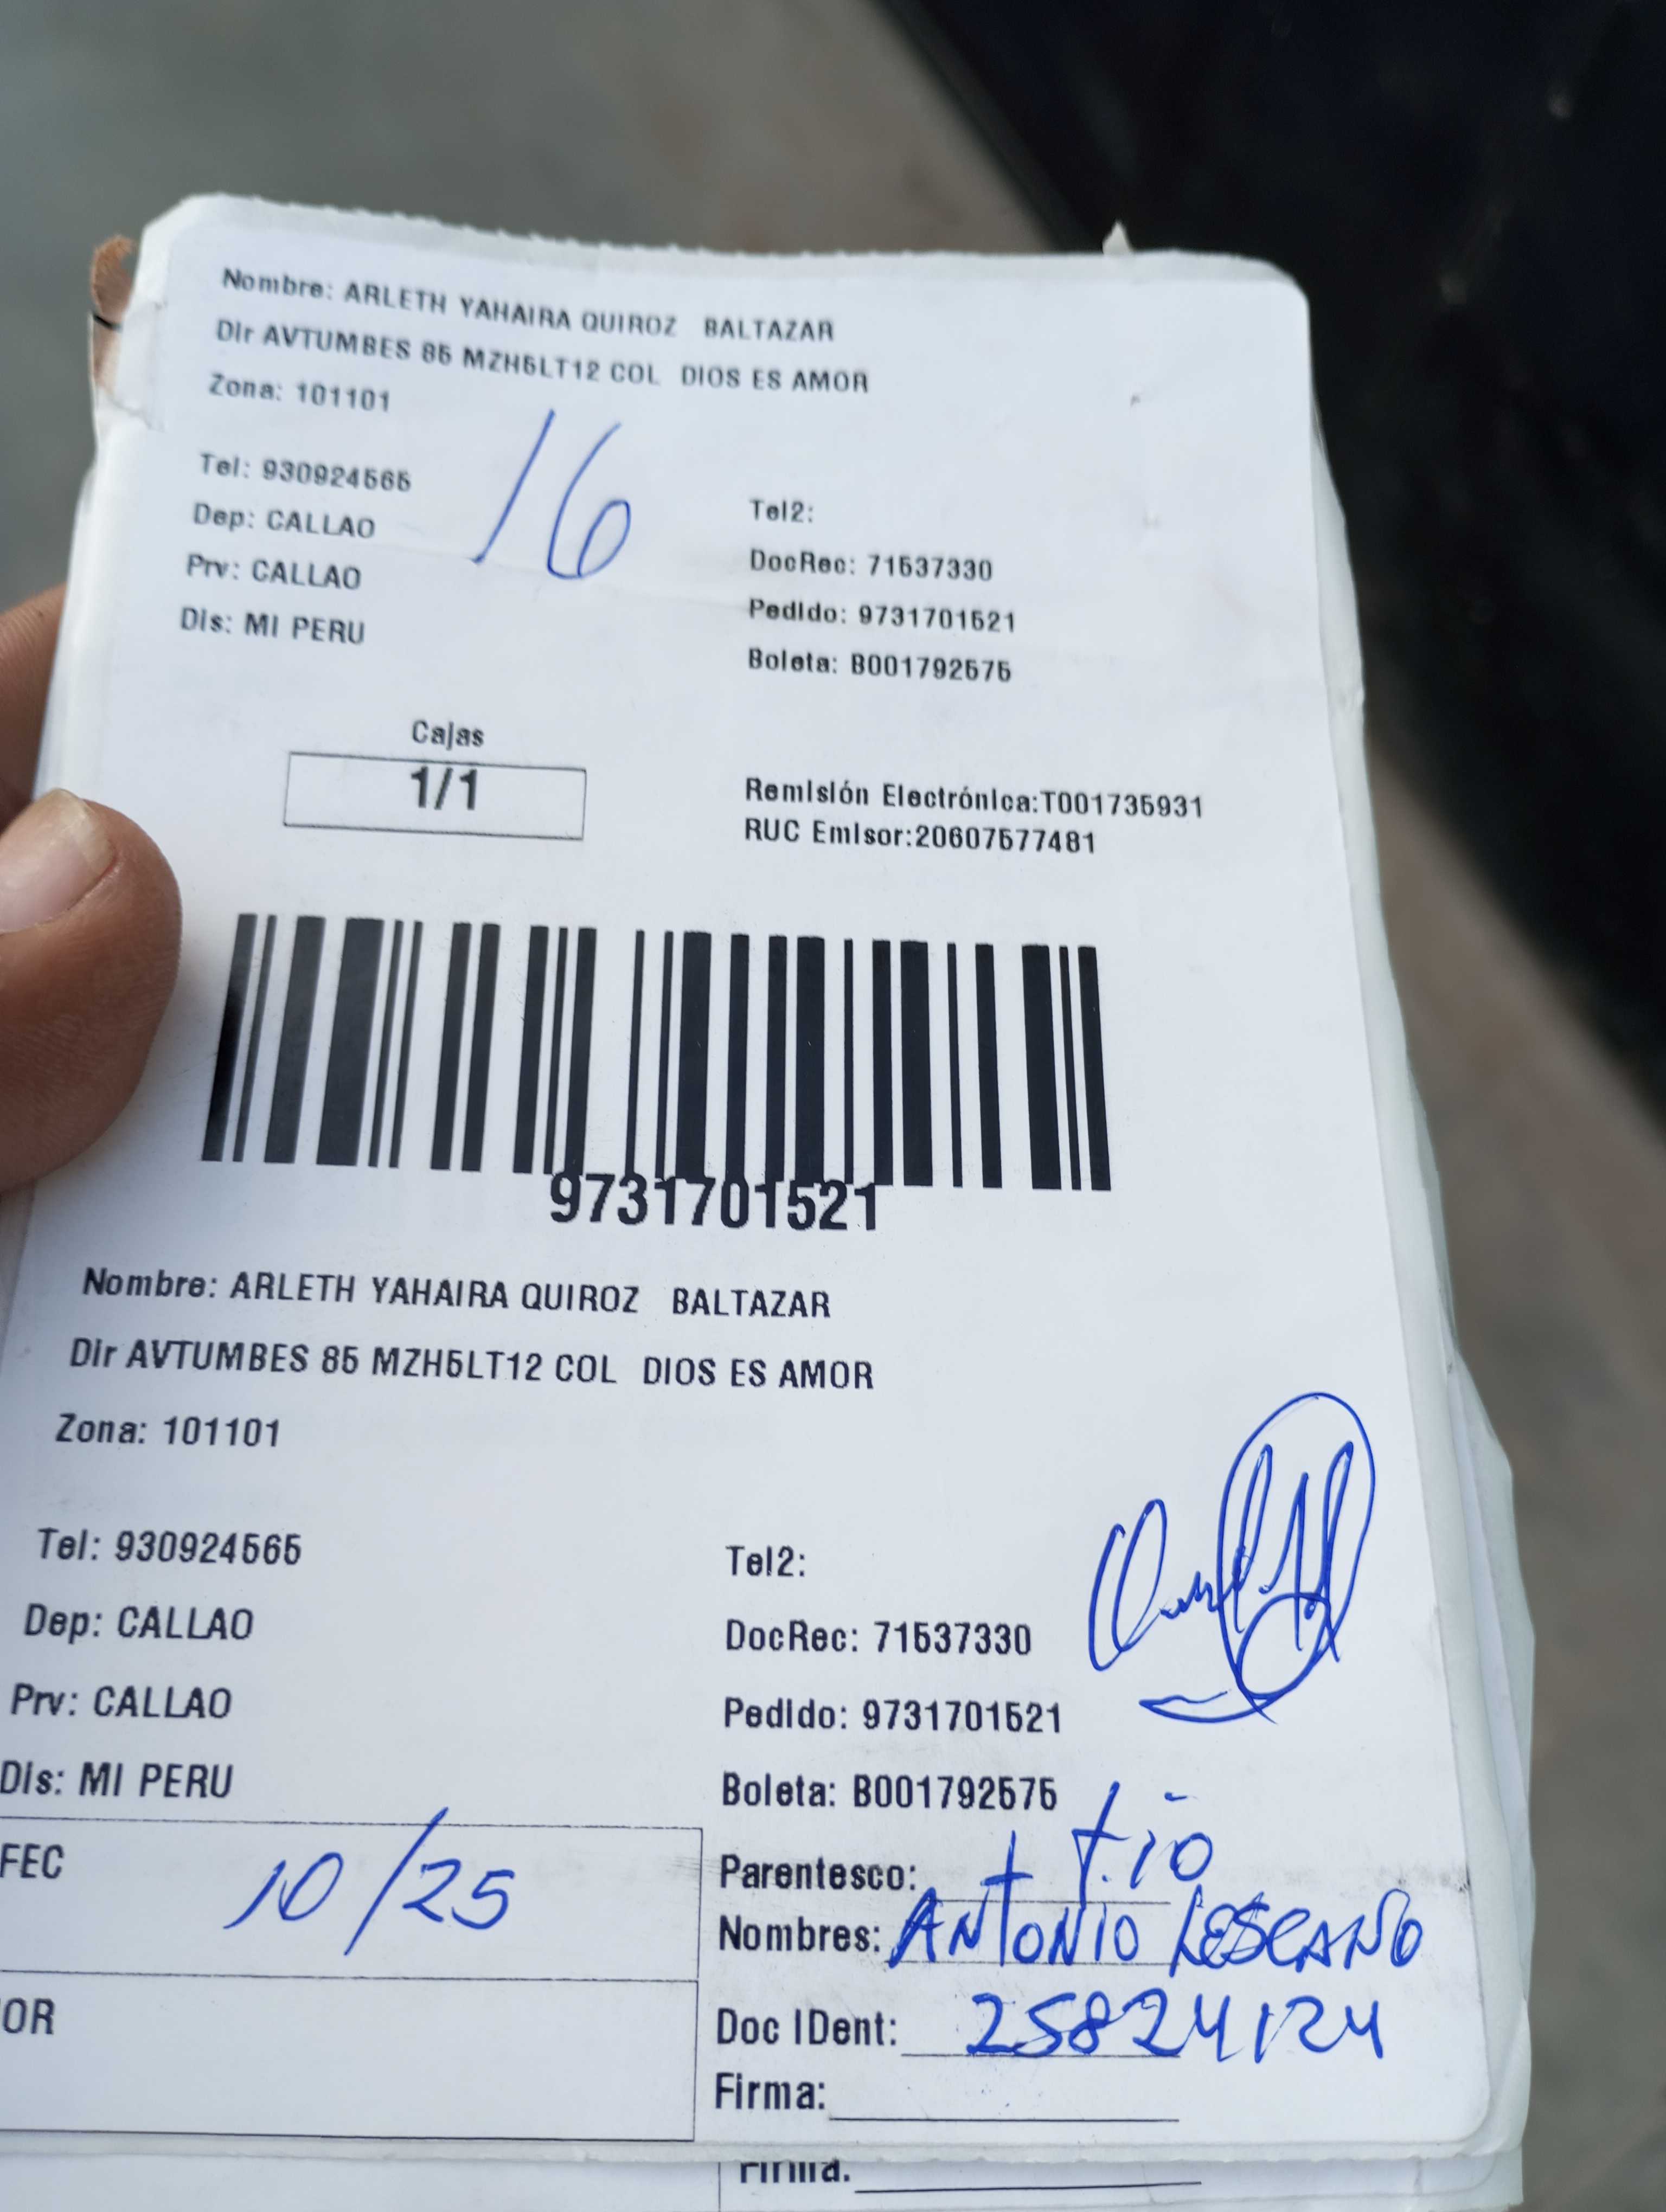 Nombre: ARLETH YAHAIRA QUIROZ BALTAZAR
Dir AVTUMBES 85 MZH5LT12 COL DIOS ES AMOR
Zona: 101101
16
Tel: 930924565
Dep: CALLAO
Prv: CALLAO
Dis: MI PERU
Tel2:
DocRec: 71537330
Pedido: 9731701521
Boleta: B001792575
Cajas
1/1
Remisión Electrónica:T001735931
RUC Emisor:20607577481
9731701521
Nombre: ARLETH YAHAIRA QUIROZ BALTAZAR
Dir AVTUMBES 85 MZH5LT12 COL DIOS ES AMOR
Zona: 101101
Tel: 930924565
Dep: CALLAO
Prv: CALLAO
Dis: MI PERU
Tel2:
DocRec: 71537330
Pedido: 9731701521
Boleta: B001792575
FEC 10/25
OR
Parentesco: tio
Nombres: ANTONIO LESCANO
Doc IDent: 25824124
Firma:
Firma.